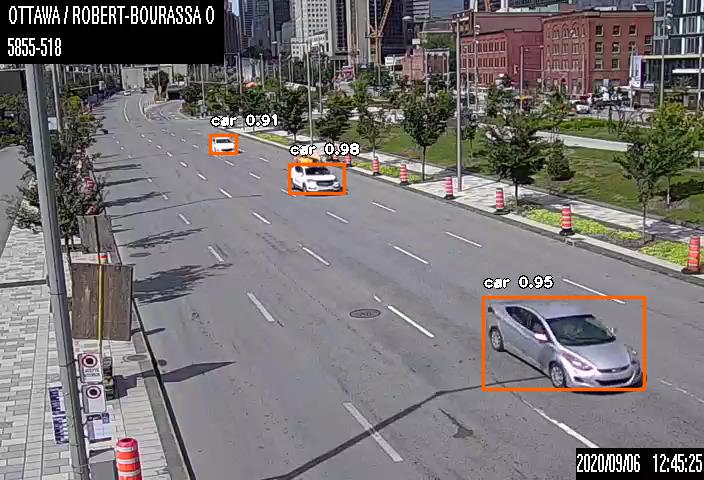 OTTAWA / ROBERT-BOURASSA O
5855-518
car 0.91
car 0.98
car 0.95
2020/09/06 12:45:25